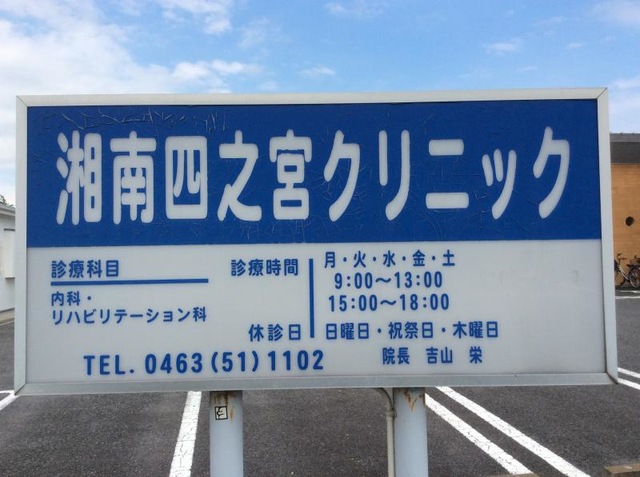 湘南四之宮クリニック
診療科目
内科・
リハビリテーション科
診療時間
月・火・水・金・土
9:00～13:00
15:00～18:00
休診日 日曜日・祝祭日・木曜日
TEL. 0463(51)1102
院長 吉山 栄